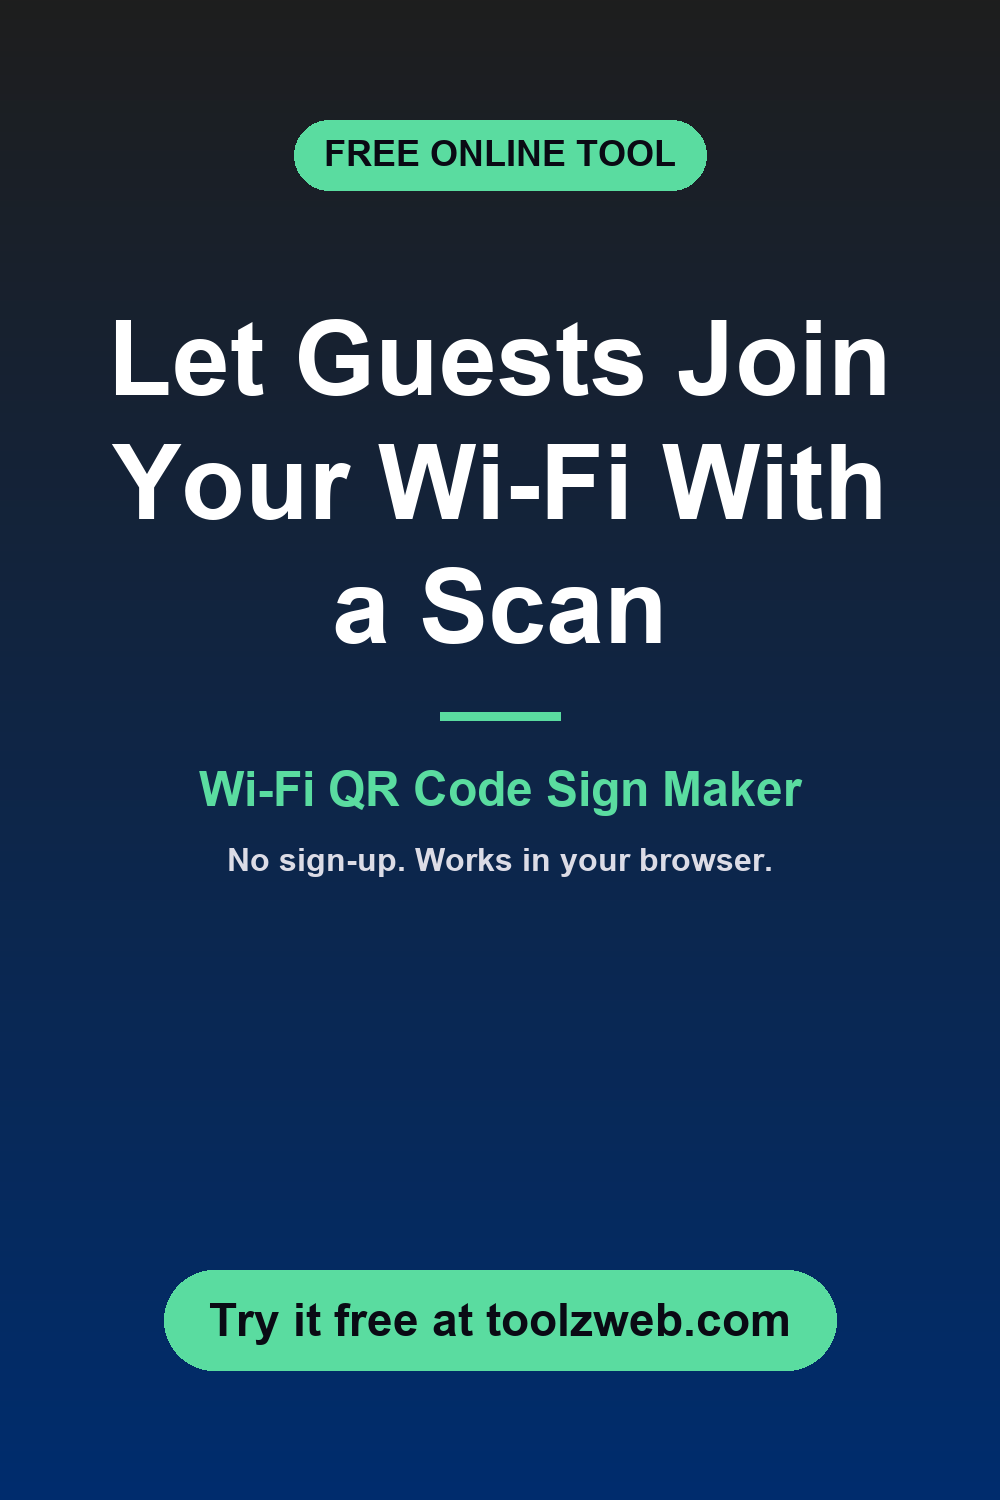 FREE ONLINE TOOL
Let Guests Join
Your Wi-Fi With
a Scan
Wi-Fi QR Code Sign Maker
No sign-up. Works in your browser.
Try it free at toolzweb.com